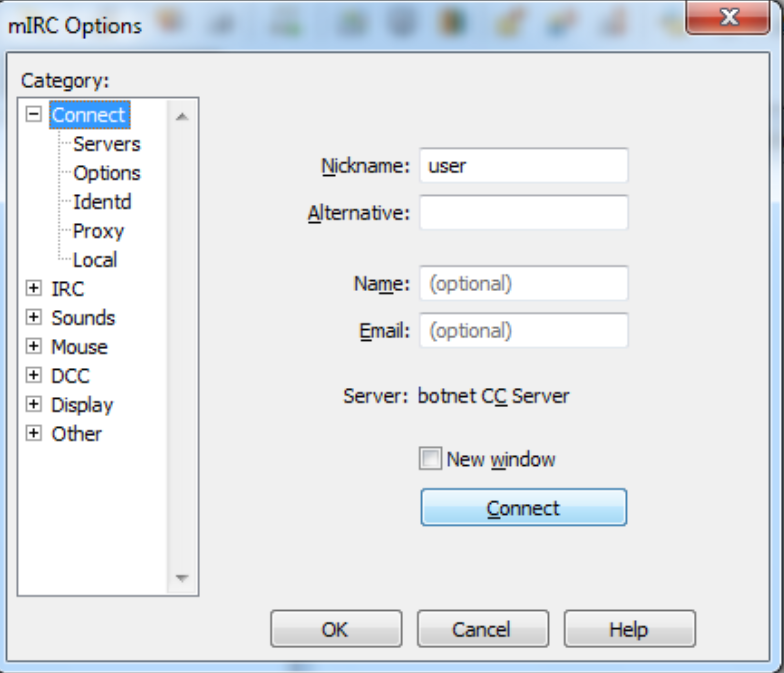 mIRC Options
X
Category:
Connect
Servers
Options
Identd
Proxy
Local
IRC
Sounds
Mouse
DCC
Display
Other
Nickname: user
Alternative:
Name: (optional)
Email: (optional)
Server: botnet CC Server
New window
Connect
OK Cancel Help